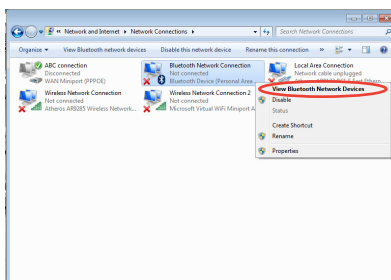 Network and Internet ▸ Network Connections ▸
Search Network Connections
Organize ▾ View Bluetooth network devices Disable this network device Rename this connection »
ABC connection
Disconnected
WAN Miniport (PPPOE)
Bluetooth Network Connection
Not connected
Bluetooth Device (Personal Area ...
Local Area Connection
Network cable unplugged
Wireless Network Connection
Not connected
Atheros AR9285 Wireless Network...
Wireless Network Connection 2
Not connected
Microsoft Virtual WiFi Miniport A
View Bluetooth Network Devices
Disable
Status
Create Shortcut
Rename
Properties